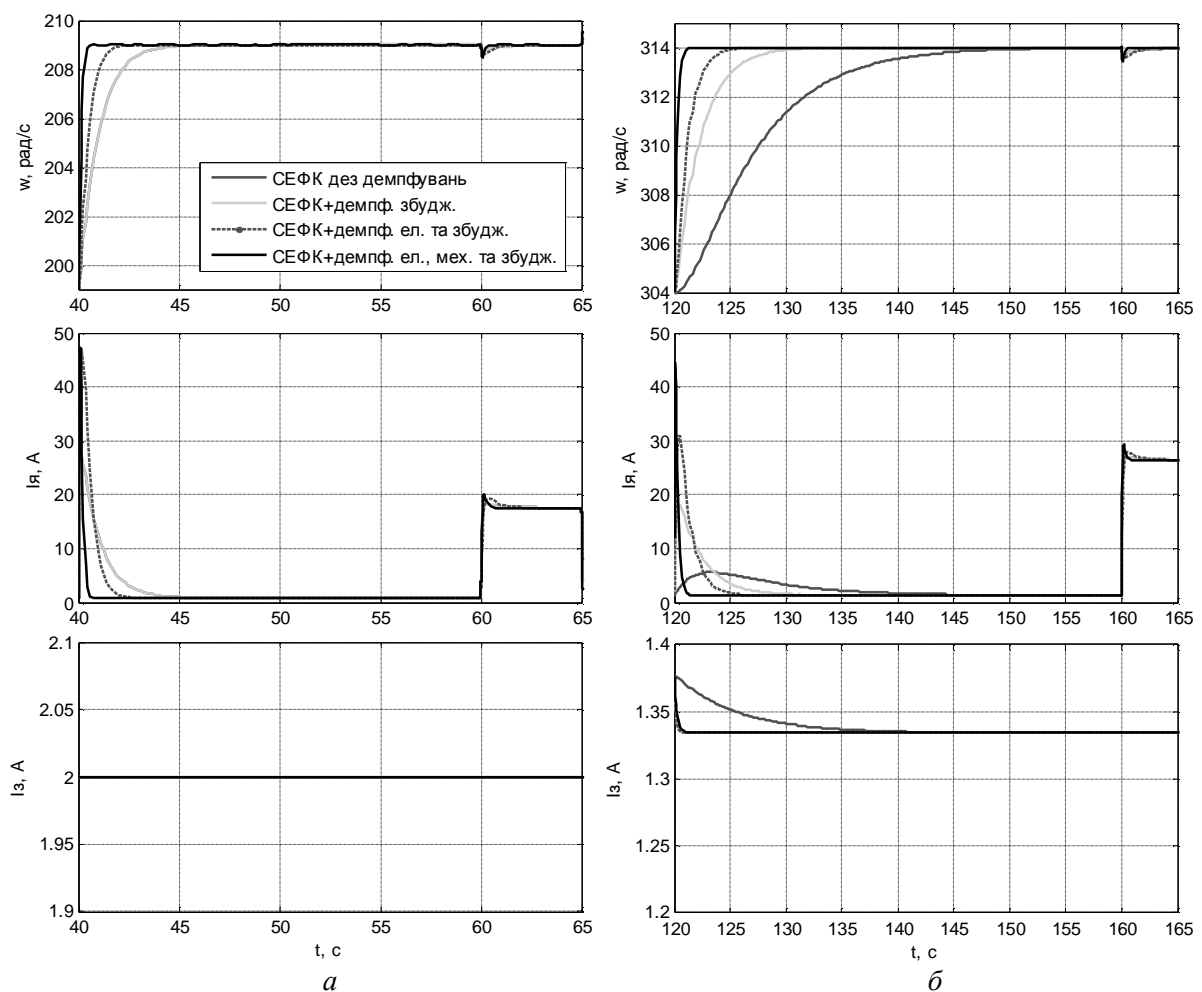 210
208
206
204
202
200
w, рад/с
СЕФК дез демпфувань
СЕФК+демпф. збудж.
СЕФК+демпф. ел. та збудж.
СЕФК+демпф. ел., мех. та збудж.
40 45 50 55 60 65
314
312
310
308
306
304
w, рад/с
120 125 130 135 140 145 150 155 160 165
50
40
30
20
10
0
Iя, А
40 45 50 55 60 65
50
40
30
20
10
0
Iя, А
120 125 130 135 140 145 150 155 160 165
2.1
2.05
2
1.95
1.9
Iз, А
40 45 50 55 60 65
t, с
а
1.4
1.35
1.3
1.25
1.2
Iз, А
120 125 130 135 140 145 150 155 160 165
t, с
б